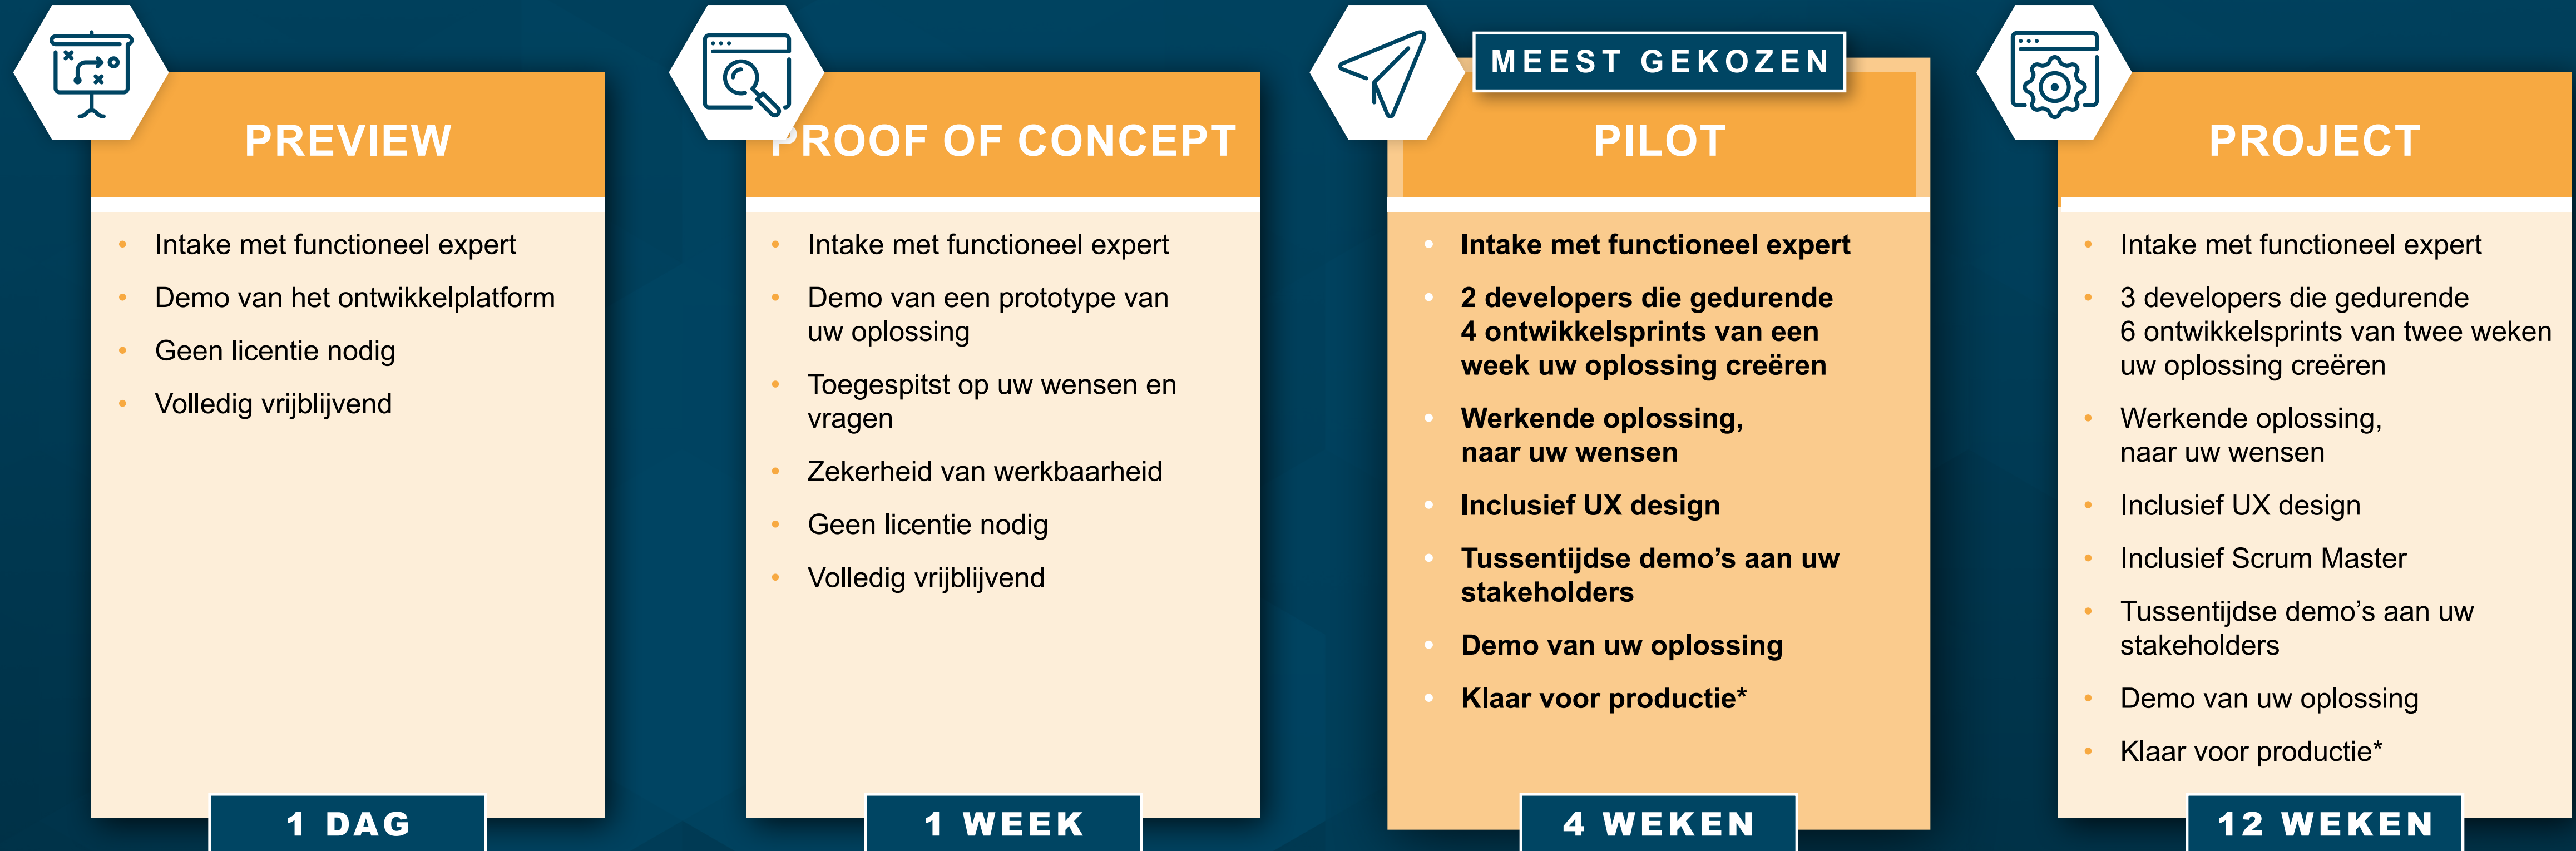 PREVIEW
• Intake met functioneel expert
• Demo van het ontwikkelplatform
• Geen licentie nodig
• Volledig vrijblijvend
1 DAG
PROOF OF CONCEPT
• Intake met functioneel expert
• Demo van een prototype van
uw oplossing
• Toegespitst op uw wensen en
vragen
• Zekerheid van werkbaarheid
• Geen licentie nodig
• Volledig vrijblijvend
1 WEEK
MEEST GEKOZEN
PILOT
• Intake met functioneel expert
• 2 developers die gedurende
4 ontwikkelsprints van een
week uw oplossing creëren
• Werkende oplossing,
naar uw wensen
• Inclusief UX design
• Tussentijdse demo’s aan uw
stakeholders
• Demo van uw oplossing
• Klaar voor productie*
4 WEKEN
PROJECT
• Intake met functioneel expert
• 3 developers die gedurende
6 ontwikkelsprints van twee weken
uw oplossing creëren
• Werkende oplossing,
naar uw wensen
• Inclusief UX design
• Inclusief Scrum Master
• Tussentijdse demo’s aan uw
stakeholders
• Demo van uw oplossing
• Klaar voor productie*
12 WEKEN